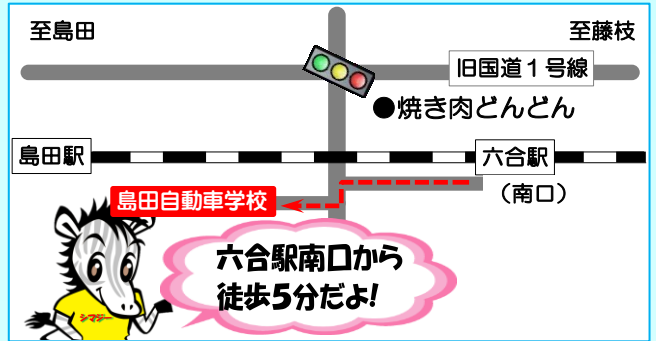 至島田
至藤枝
旧国道1号線
●焼き肉どんどん
島田駅
六合駅
（南口）
島田自動車学校
六合駅南口から
徒歩5分だよ!
シマジー